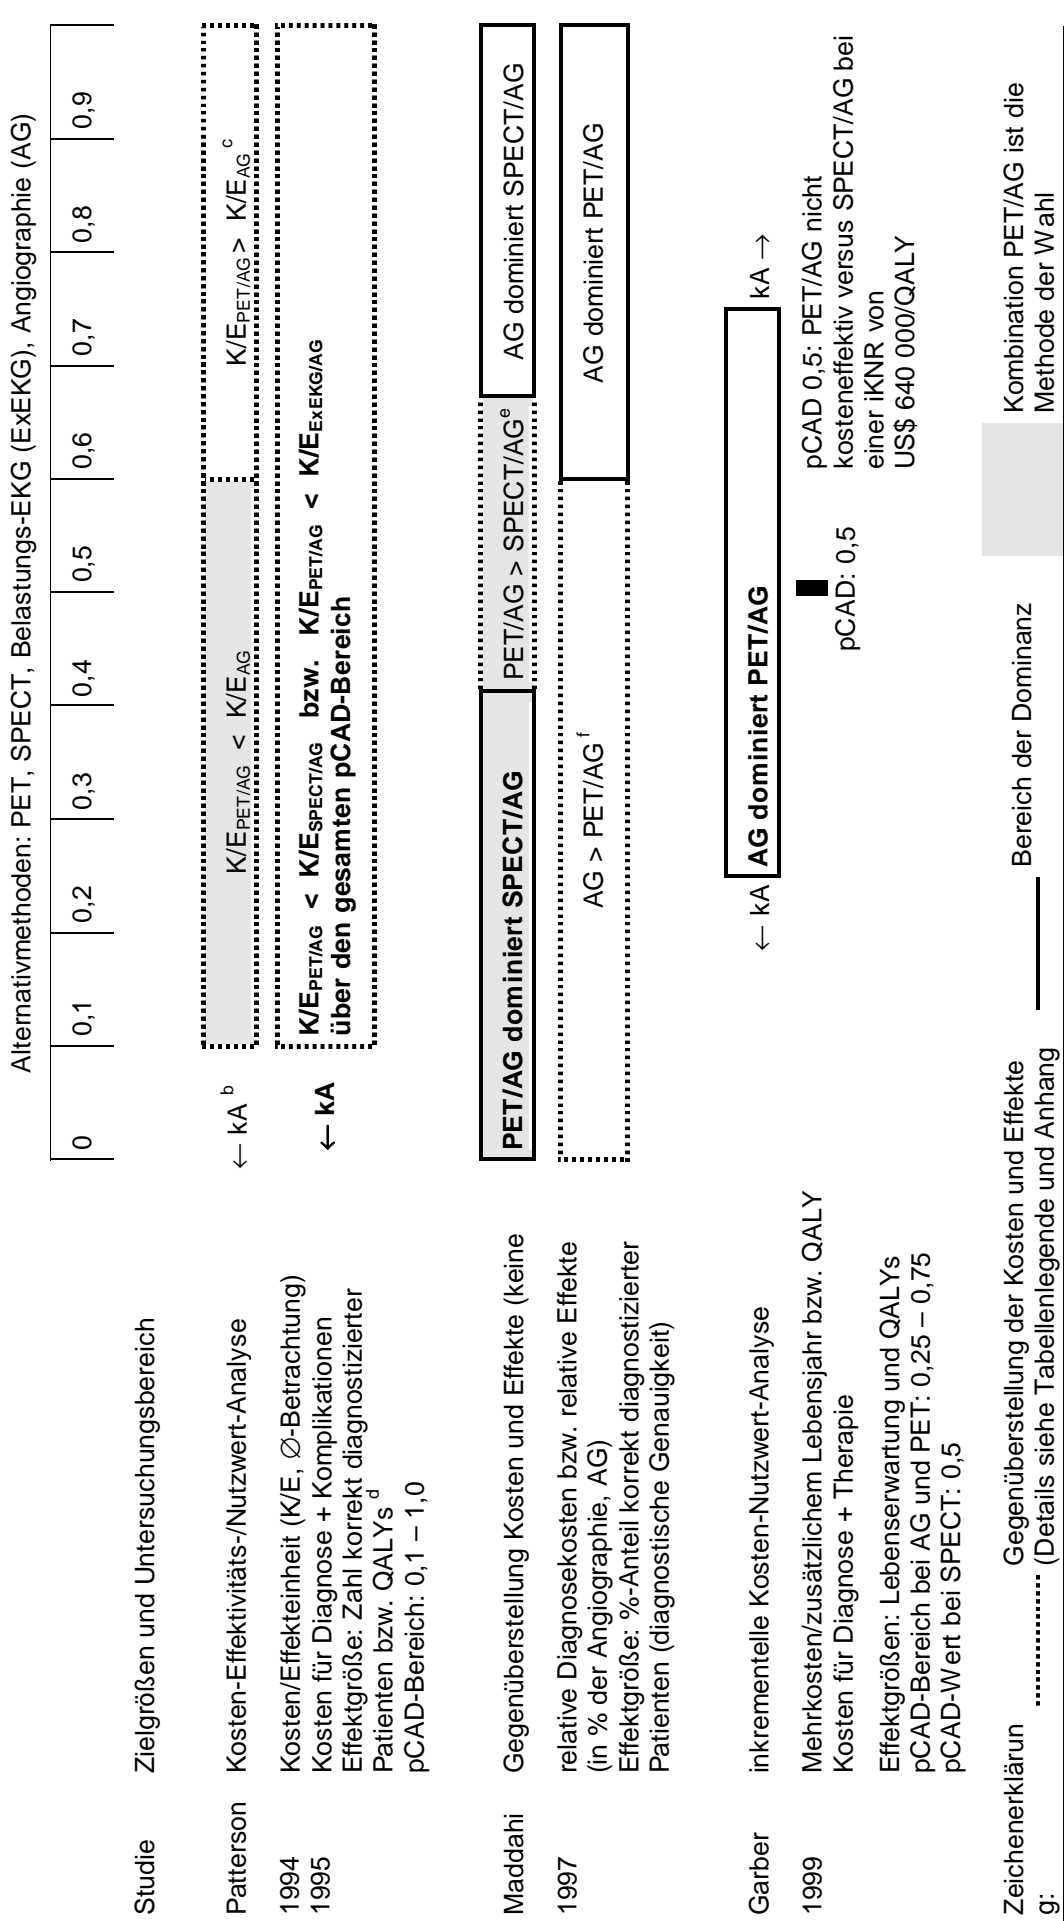 Alternativmethoden: PET, SPECT, Belastungs-EKG (ExEKG), Angiographie (AG)
0 0,1 0,2 0,3 0,4 0,5 0,6 0,7 0,8 0,9
Studie Zielgrößen und Untersuchungsbereich
Patterson Kosten-Effektivitäts-/Nutzwert-Analyse ← kA b K/E PET/AG < K/E AG K/E PET/AG > K/E AG c
1994 Kosten/Effekteinheit (K/E, ∅-Betrachtung) ← kA K/E PET/AG < K/E SPECT/AG bzw. K/E PET/AG < K/E ExEKG/AG
1995 Kosten für Diagnose + Komplikationen über den gesamten pCAD-Bereich
Effektgröße: Zahl korrekt diagnostizierter
Patienten bzw. QALYs d
pCAD-Bereich: 0,1 – 1,0
Maddahi Gegenüberstellung Kosten und Effekte (keine PET/AG dominiert SPECT/AG PET/AG > SPECT/AG e AG dominiert SPECT/AG
1997 relative Diagnosekosten bzw. relative Effekte AG > PET/AG f AG dominiert PET/AG
(in % der Angiographie, AG)
Effektgröße: %-Anteil korrekt diagnostizierter
Patienten (diagnostische Genauigkeit)
Garber inkrementelle Kosten-Nutzwert-Analyse ← kA AG dominiert PET/AG kA →
1999 Mehrkosten/zusätzlichem Lebensjahr bzw. QALY
Kosten für Diagnose + Therapie
Effektgrößen: Lebenserwartung und QALYs
pCAD-Bereich bei AG und PET: 0,25 – 0,75
pCAD-Wert bei SPECT: 0,5
pCAD: 0,5
pCAD 0,5: PET/AG nicht
kosteneffektiv versus SPECT/AG bei
einer iKNR von
US$ 640 000/QALY
Zeichenerklärun
g:
Gegenüberstellung der Kosten und Effekte
(Details siehe Tabellenlegende und Anhang
Bereich der Dominanz
Kombination PET/AG ist die
Methode der Wahl